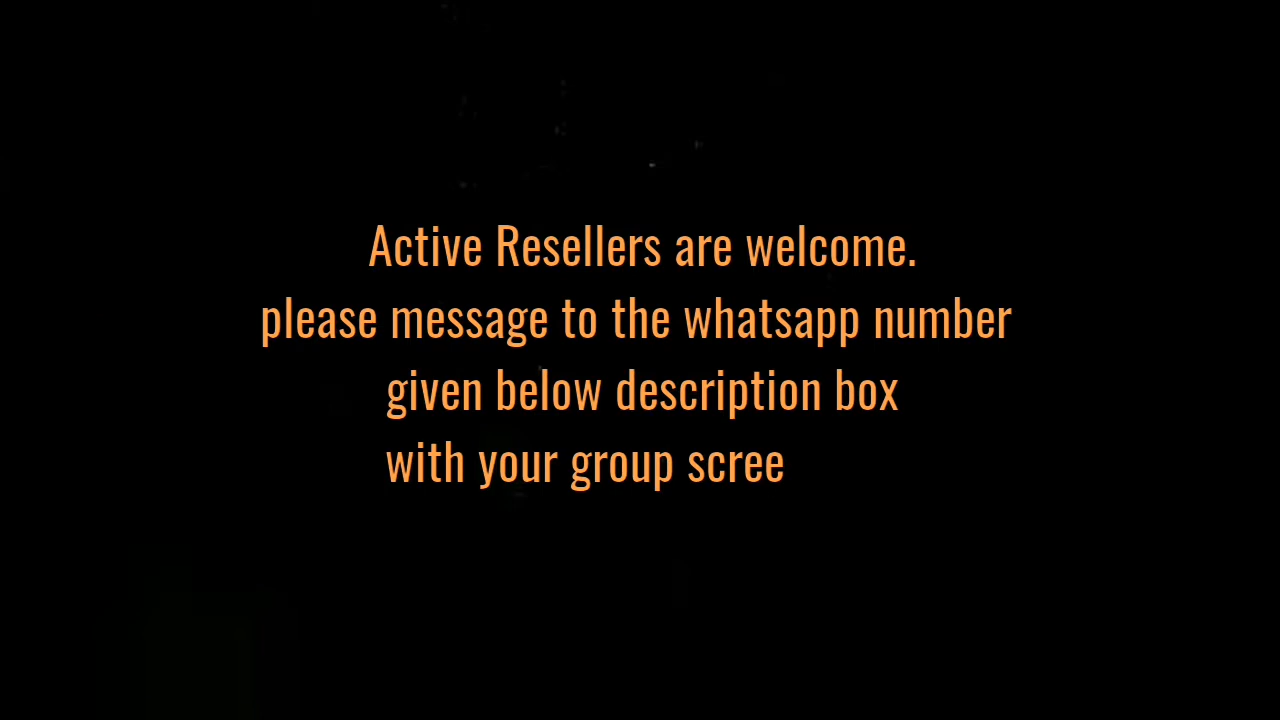 Active Resellers are welcome.
please message to the whatsapp number
given below description box
with your group scree